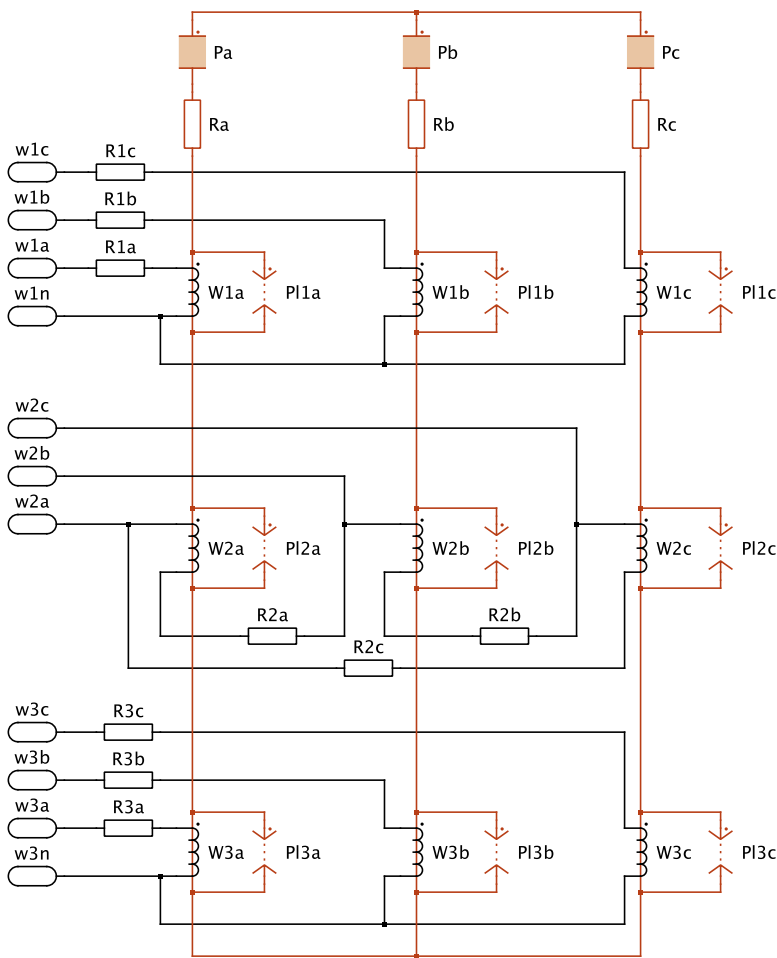 Pa Pb Pc
Ra Rb Rc
w1c R1c
w1b R1b
w1a R1a
w1n W1a Pl1a W1b Pl1b W1c Pl1c
w2c
w2b
w2a
W2a Pl2a W2b Pl2b W2c Pl2c
R2a R2b
R2c
w3c R3c
w3b R3b
w3a R3a
w3n W3a Pl3a W3b Pl3b W3c Pl3c